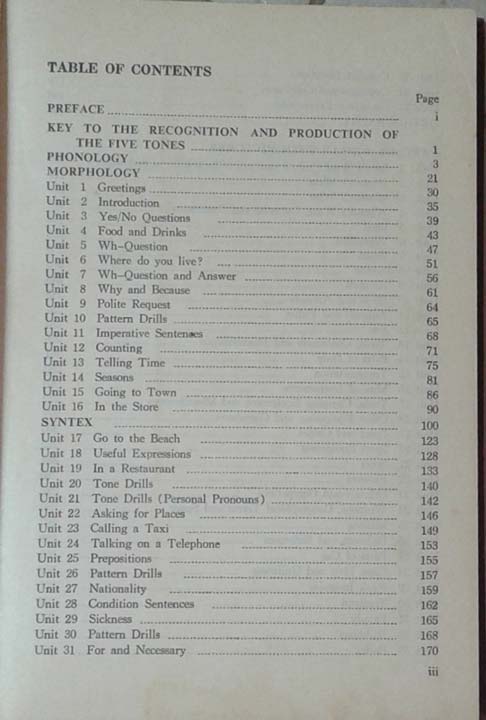 TABLE OF CONTENTS
Page
PREFACE i
KEY TO THE RECOGNITION AND PRODUCTION OF
THE FIVE TONES 1
PHONOLOGY 3
MORPHOLOGY 21
Unit 1 Greetings 30
Unit 2 Introduction 35
Unit 3 Yes/No Questions 39
Unit 4 Food and Drinks 43
Unit 5 Wh-Question 47
Unit 6 Where do you live? 51
Unit 7 Wh-Question and Answer 56
Unit 8 Why and Because 61
Unit 9 Polite Request 64
Unit 10 Pattern Drills 65
Unit 11 Imperative Sentences 68
Unit 12 Counting 71
Unit 13 Telling Time 75
Unit 14 Seasons 81
Unit 15 Going to Town 86
Unit 16 In the Store 90
SYNTEX 100
Unit 17 Go to the Beach 123
Unit 18 Useful Expressions 128
Unit 19 In a Restaurant 133
Unit 20 Tone Drills 140
Unit 21 Tone Drills (Personal Pronouns) 142
Unit 22 Asking for Places 146
Unit 23 Calling a Taxi 149
Unit 24 Talking on a Telephone 153
Unit 25 Prepositions 155
Unit 26 Pattern Drills 157
Unit 27 Nationality 159
Unit 28 Condition Sentences 162
Unit 29 Sickness 165
Unit 30 Pattern Drills 168
Unit 31 For and Necessary 170
iii